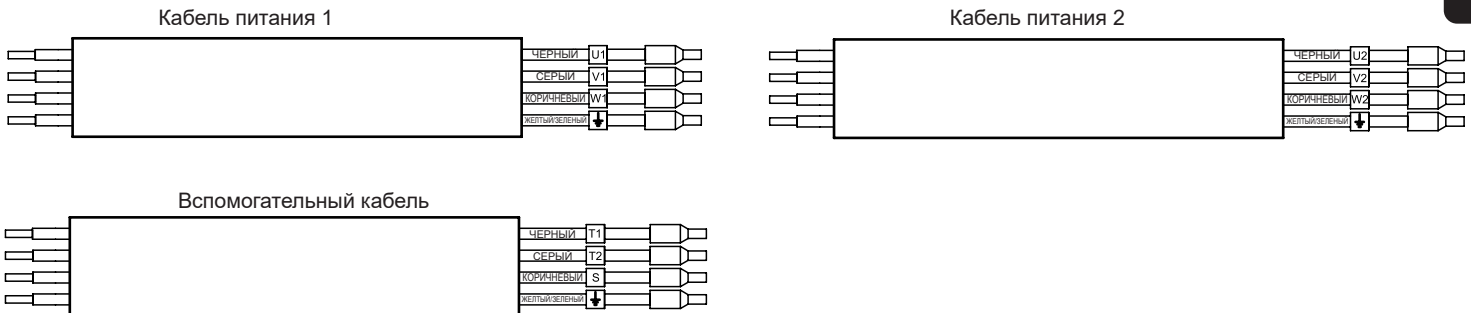 Кабель питания 1
ЧЕРНЫЙ U1
СЕРЫЙ V1
КОРИЧНЕВЫЙ W1
ЖЕЛТЫЙ/ЗЕЛЕНЫЙ
Кабель питания 2
ЧЕРНЫЙ U2
СЕРЫЙ V2
КОРИЧНЕВЫЙ W2
ЖЕЛТЫЙ/ЗЕЛЕНЫЙ
Вспомогательный кабель
ЧЕРНЫЙ T1
СЕРЫЙ T2
КОРИЧНЕВЫЙ S
ЖЕЛТЫЙ/ЗЕЛЕНЫЙ